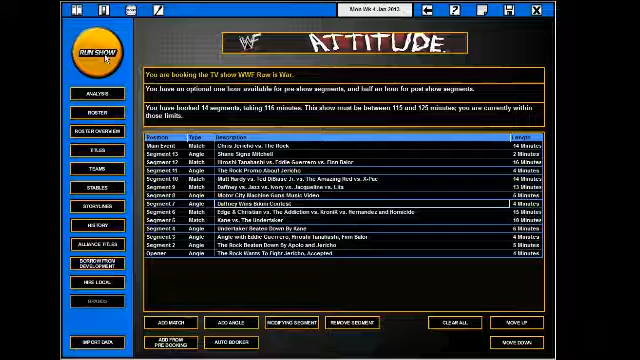 Mon Wk 4 Jan 2013
RUN SHOW
WF ATTITUDE.
You are booking the TV show WWF Raw is War.
You have an optional one hour available for pre-show segments, and half an hour for post show segments.
You have booked 14 segments, taking 116 minutes. This show must be between 115 and 125 minutes; you are currently within
those limits.
ANALYSIS
ROSTER
ROSTER OVERVIEW
TITLES
TEAMS
STABLES
STORYLINES
HISTORY
ALLIANCE TITLES
BORROW FROM
DEVELOPMENT
HIRE LOCAL
BRANDS
IMPORT DATA
Position Type Description Length
Main Event Match Chris Jericho vs. The Rock 14 Minutes
Segment 13 Angle Shane Signs Mitchell 2 Minutes
Segment 12 Match Hiroshi Tanahashi vs. Eddie Guerrero vs. Finn Balor 16 Minutes
Segment 11 Angle The Rock Promo About Jericho 4 Minutes
Segment 10 Match Matt Hardy vs. Ted DiBiase Jr. vs. The Amazing Red vs. X-Pac 14 Minutes
Segment 9 Match Daffney vs. Jazz vs. Ivory vs. Jacqueline vs. Lita 13 Minutes
Segment 8 Angle Motor City Machine Guns Music Video 5 Minutes
Segment 7 Angle Daffney Wins Bikini Contest 4 Minutes
Segment 6 Match Edge & Christian vs. The Addiction vs. KroniK vs. Hernandez and Homicide 15 Minutes
Segment 5 Match Kane vs. The Undertaker 10 Minutes
Segment 4 Angle Undertaker Beaten Down By Kane 6 Minutes
Segment 3 Angle Angle with Eddie Guerrero, Hiroshi Tanahashi, Finn Balor 4 Minutes
Segment 2 Angle The Rock Beaten Down By Apolo and Jericho 5 Minutes
Opener Angle The Rock Wants To Fight Jericho, Accepted 4 Minutes
ADD MATCH ADD ANGLE MODIFYING SEGMENT REMOVE SEGMENT CLEAR ALL MOVE UP
ADD FROM
PRE BOOKING
AUTO BOOKER MOVE DOWN